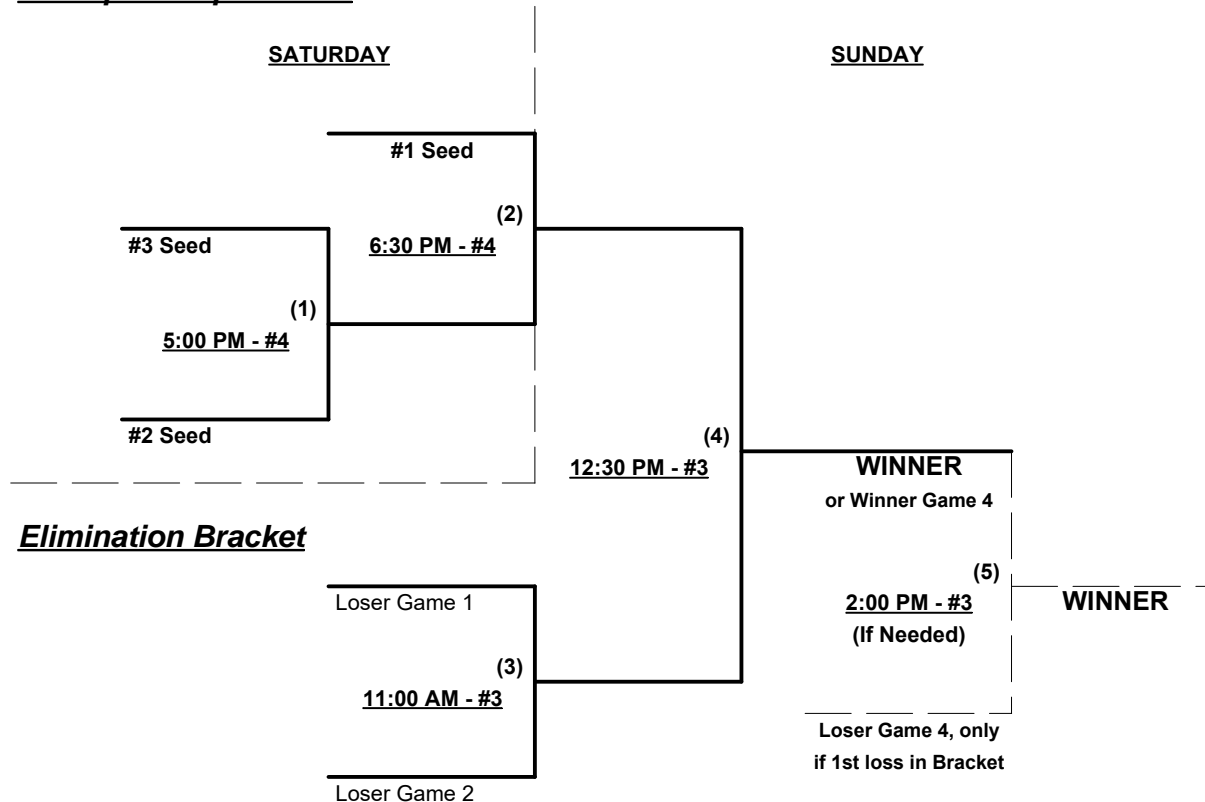 SATURDAY
SUNDAY
#1 Seed
(2)
6:30 PM - #4
#3 Seed
(1)
5:00 PM - #4
#2 Seed
(4)
12:30 PM - #3
WINNER
or Winner Game 4
Elimination Bracket
(5)
2:00 PM - #3
(If Needed)
WINNER
Loser Game 1
(3)
11:00 AM - #3
Loser Game 2
Loser Game 4, only
if 1st loss in Bracket